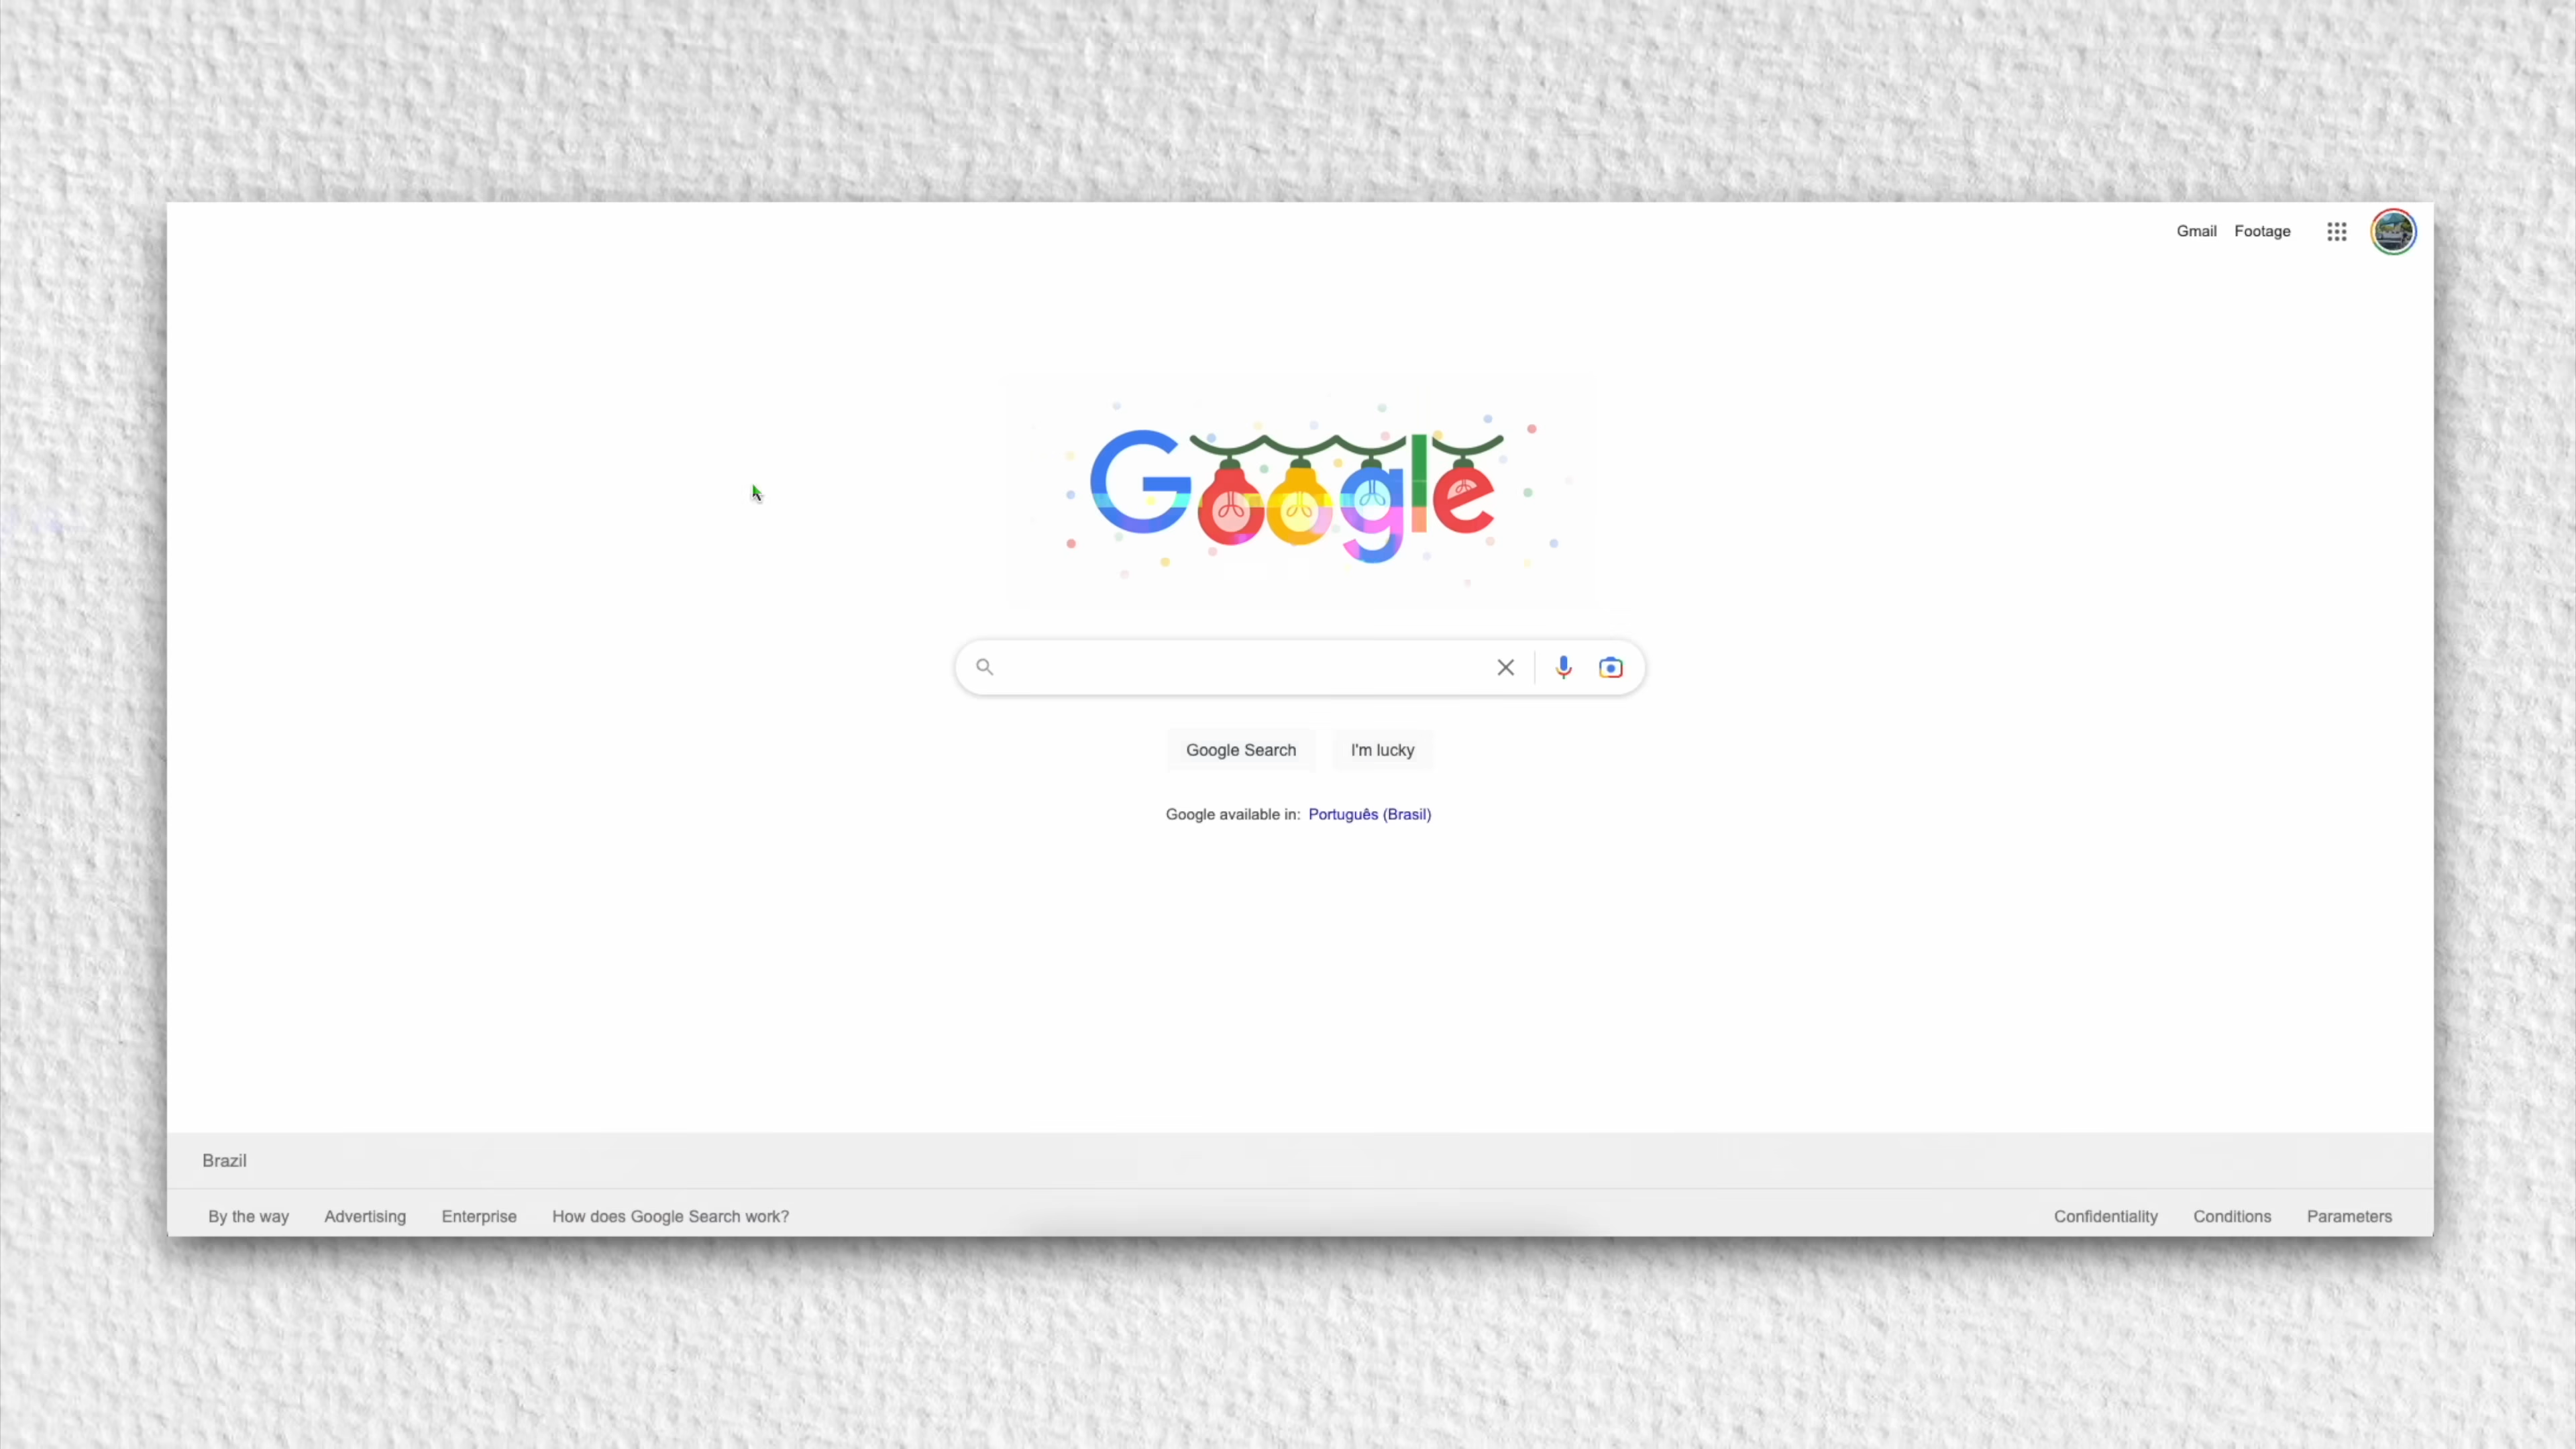 Gmail Footage
Google
Google Search I'm lucky
Google available in: Português (Brasil)
Brazil
By the way Advertising Enterprise How does Google Search work? Confidentiality Conditions Parameters